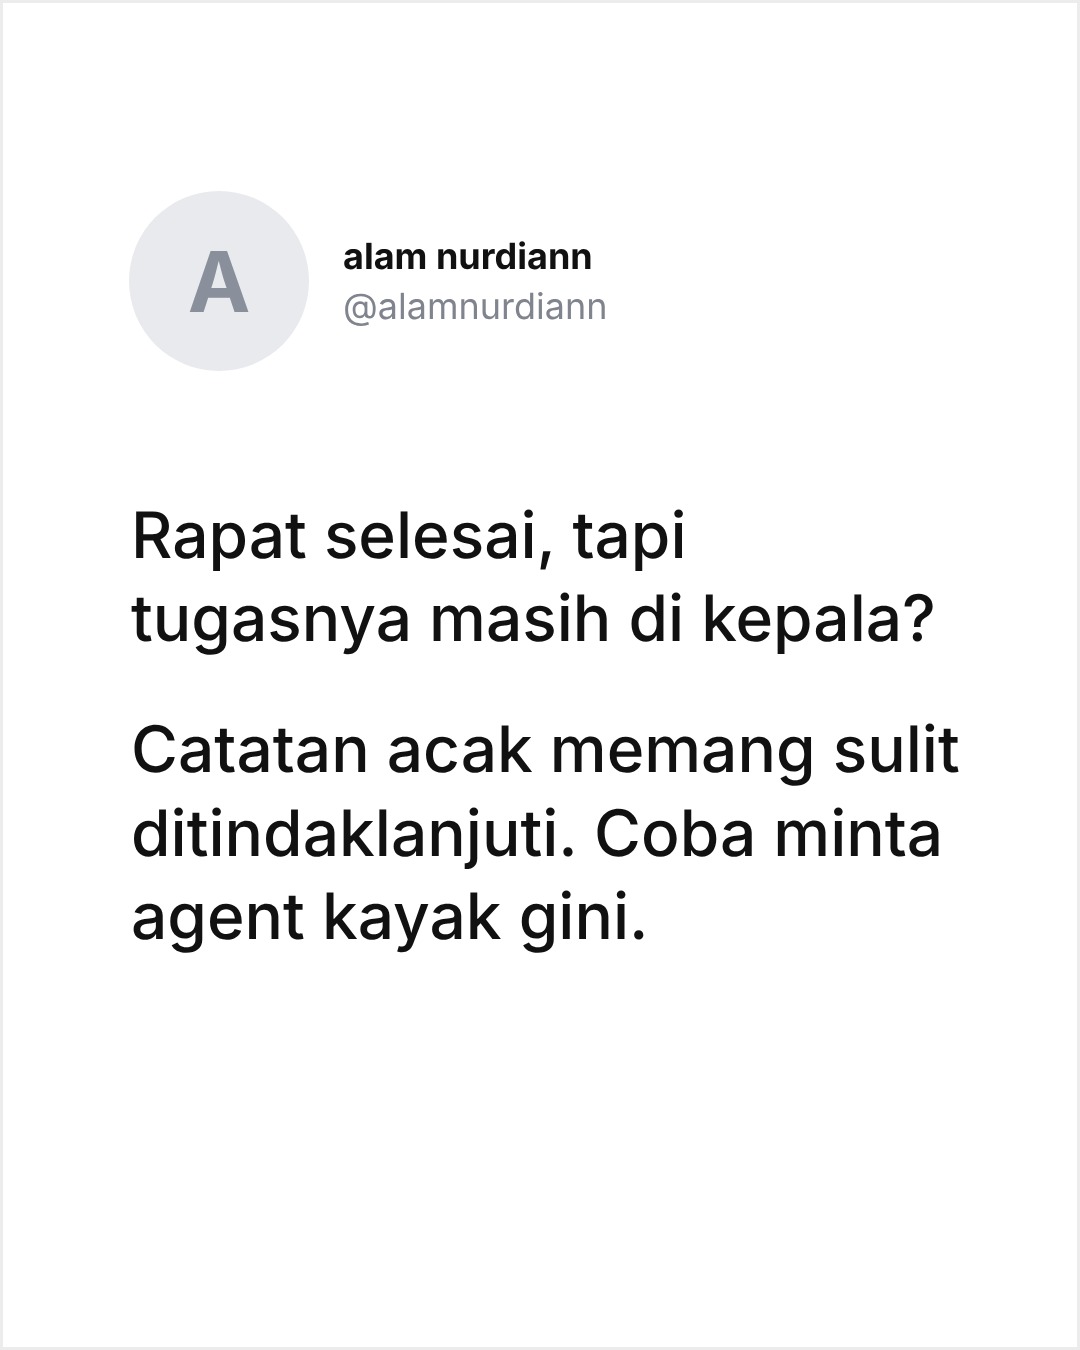 A
alam nurdiann
@alamnurdiann
Rapat selesai, tapi
tugasnya masih di kepala?
Catatan acak memang sulit
ditindaklanjuti. Coba minta
agent kayak gini.